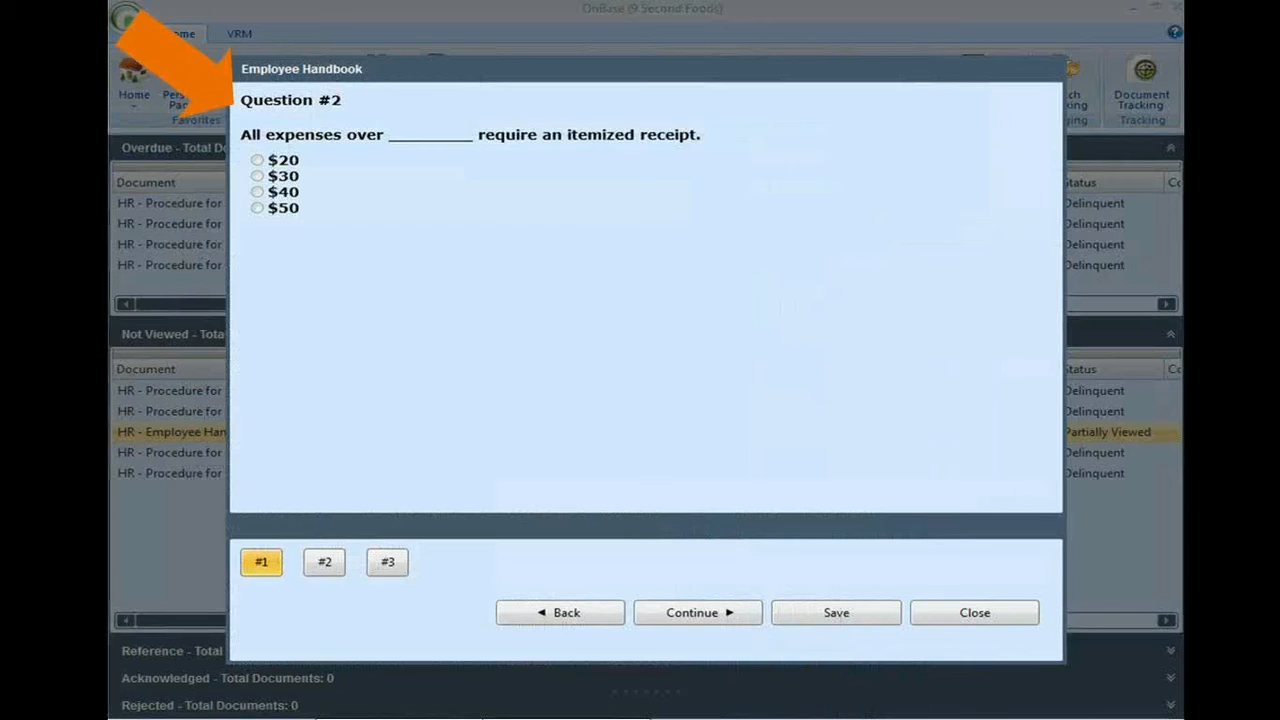 OnBase (9 Second Foods)
Home
VRM
Home
Document
Tracking
Favorites
Tracking
Overdue - Total
Document
Status
HR - Procedure for
Delinquent
HR - Procedure for
Delinquent
HR - Procedure for
Delinquent
HR - Procedure for
Delinquent
Not Viewed - Tota
Document
Status
HR - Procedure for
Delinquent
HR - Procedure for
Delinquent
HR - Employee Han
Partially Viewed
HR - Procedure for
Delinquent
HR - Procedure for
Delinquent
Reference - Total
Acknowledged - Total Documents: 0
Rejected - Total Documents: 0
Employee Handbook
Question #2
All expenses over __________ require an itemized receipt.
$20
$30
$40
$50
#1 #2 #3
Back Continue Save Close